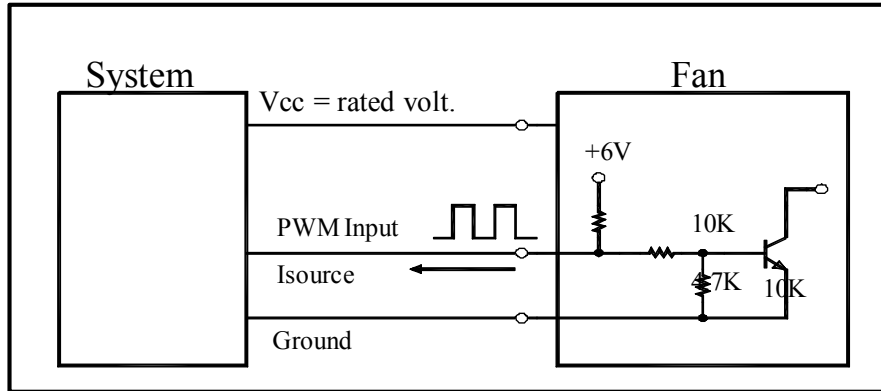 System
Fan
Vcc = rated volt.
+6V
PWM Input
10K
Isource
4.7K
10K
Ground